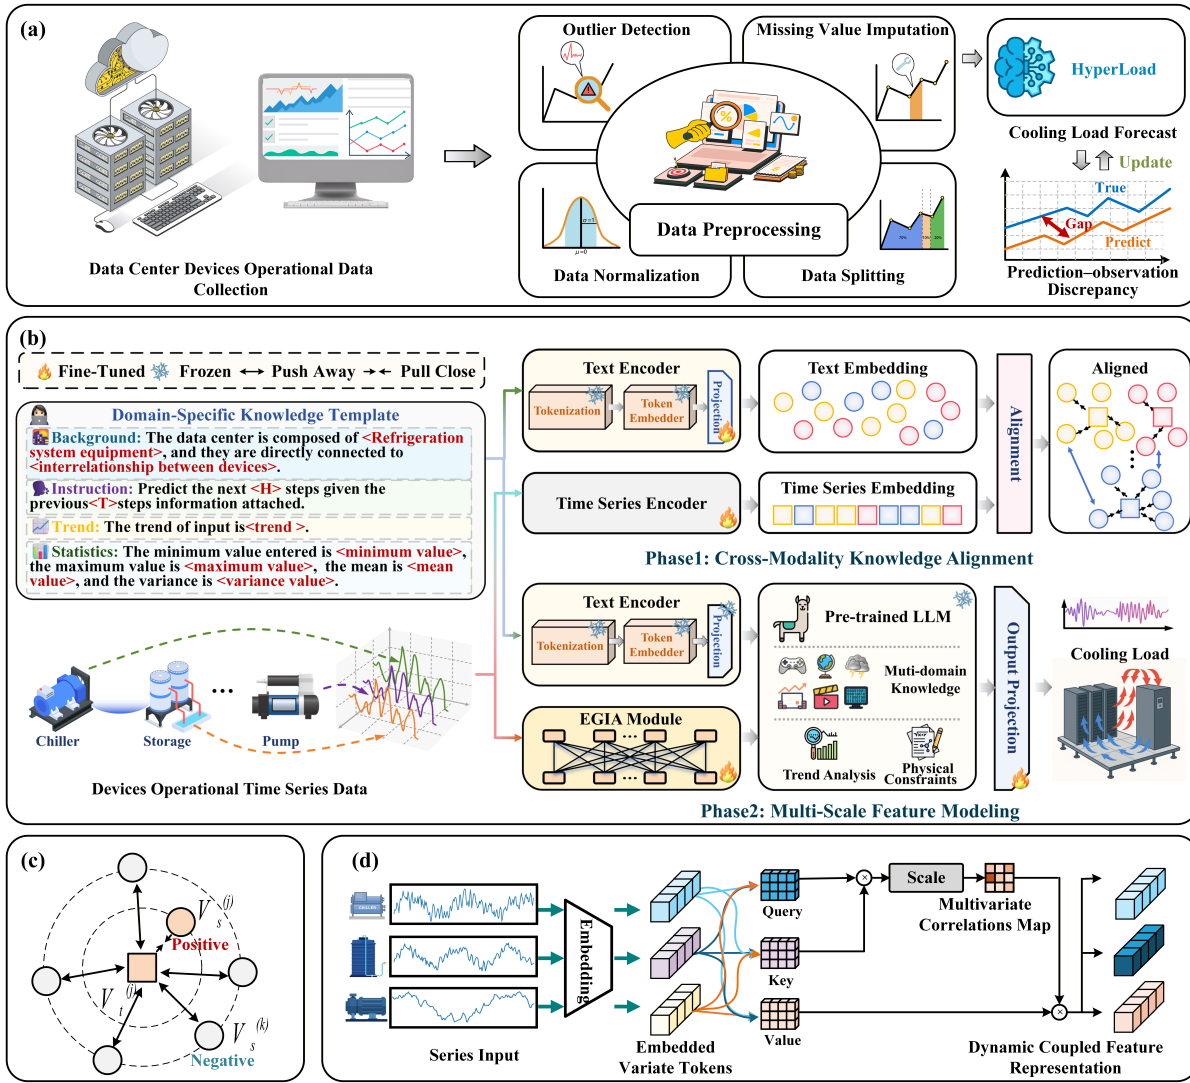 (a)
Outlier Detection
Missing Value Imputation
HyperLoad
Cooling Load Forecast
Update
True
Gap
Predict
σ=1
μ=0
Data Preprocessing
Data Normalization
Data Splitting
Data Center Devices Operational Data
Collection
Prediction–observation
Discrepancy
(b)
Fine-Tuned Frozen Push Away Pull Close
Domain-Specific Knowledge Template
Background: The data center is composed of <Refrigeration
system equipment>, and they are directly connected to
<interrelationship between devices>.
Instruction: Predict the next <H> steps given the
previous<T>steps information attached.
Trend: The trend of input is<trend >.
Statistics: The minimum value entered is <minimum value>,
the maximum value is <maximum value>, the mean is <mean
value>, and the variance is <variance value>.
Text Encoder
Tokenization
Token
Embedder
Projection
Text Embedding
Alignment
Aligned
Time Series Encoder
Time Series Embedding
Phase1: Cross-Modality Knowledge Alignment
Text Encoder
Tokenization
Token
Embedder
Projection
Pre-trained LLM
Muti-domain
Knowledge
Trend Analysis
Physical
Constraints
Output Projection
Cooling Load
EGIA Module
Phase2: Multi-Scale Feature Modeling
Chiller
Storage
Pump
Devices Operational Time Series Data
(c)
V_s^(j)
Positive
V_t^(j)
V_s^(k)
Negative
(d)
Series Input
Embedding
Embedded
Variate Tokens
Query
Key
Value
Scale
Multivariate
Correlations Map
Dynamic Coupled Feature
Representation